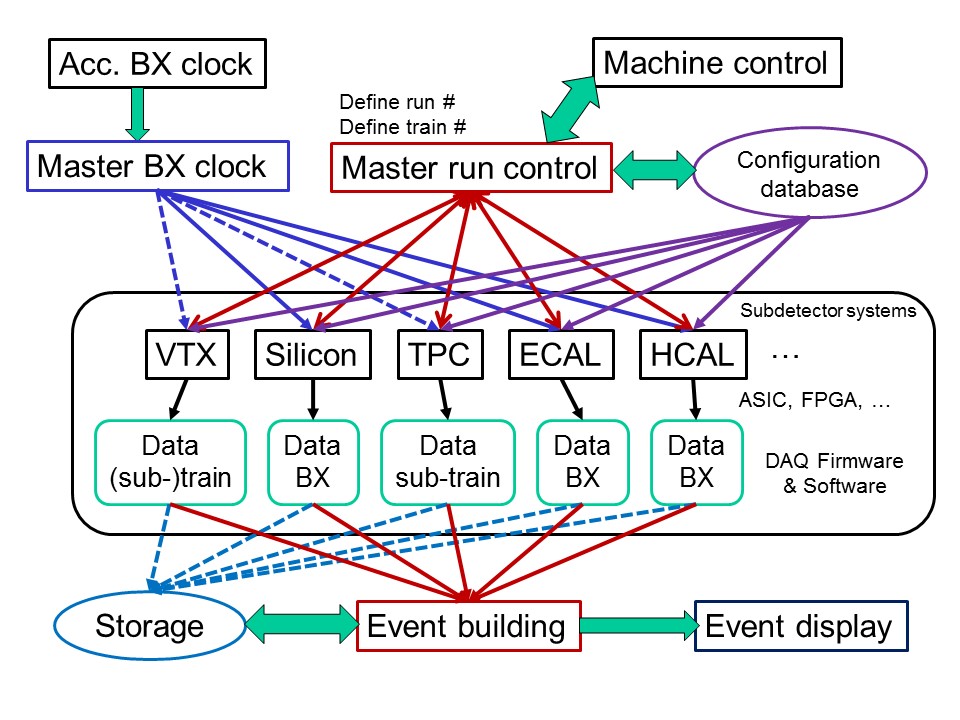 Acc. BX clock
Machine control
Define run #
Define train #
Master BX clock
Master run control
Configuration
database
Subdetector systems
VTX
Silicon
TPC
ECAL
HCAL
…
ASIC, FPGA, …
Data
(sub-)train
Data
BX
Data
sub-train
Data
BX
Data
BX
DAQ Firmware
& Software
Storage
Event building
Event display